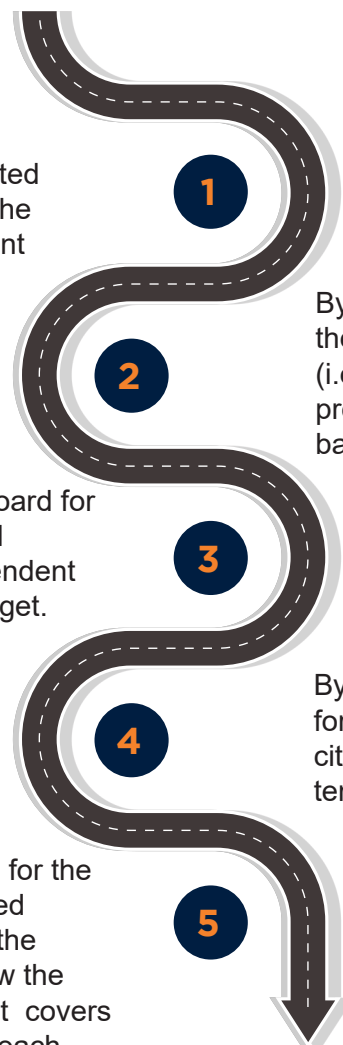 1
ted
he
nt
By
the
(i.e
pr
ba
2
oard for
d
endent
get.
3
By
for
cit
ter
4
for the
ed
the
w the
t covers
each
5